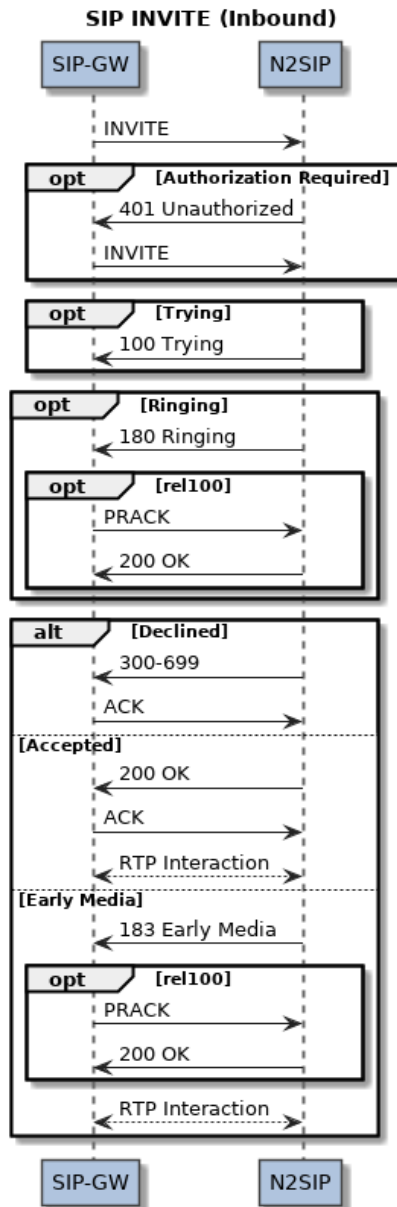 SIP INVITE (Inbound)
SIP-GW N2SIP
INVITE
opt [Authorization Required]
401 Unauthorized
INVITE
opt [Trying]
100 Trying
opt [Ringing]
180 Ringing
opt [rel100]
PRACK
200 OK
alt [Declined]
300-699
ACK
[Accepted]
200 OK
ACK
RTP Interaction
[Early Media]
183 Early Media
opt [rel100]
PRACK
200 OK
RTP Interaction
SIP-GW N2SIP